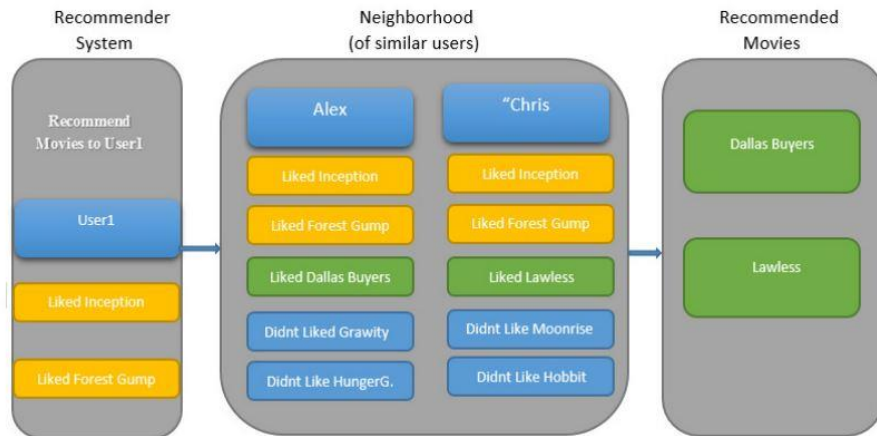 Recommender
System
Neighborhood
(of similar users)
Recommended
Movies
Recommend
Movies to User1
User1
Liked Inception
Liked Forest Gump
Alex
Liked Inception
Liked Forest Gump
Liked Dallas Buyers
Didnt Liked Grawity
Didnt Like HungerG.
"Chris
Liked Inception
Liked Forest Gump
Liked Lawless
Didnt Like Moonrise
Didnt Like Hobbit
Dallas Buyers
Lawless